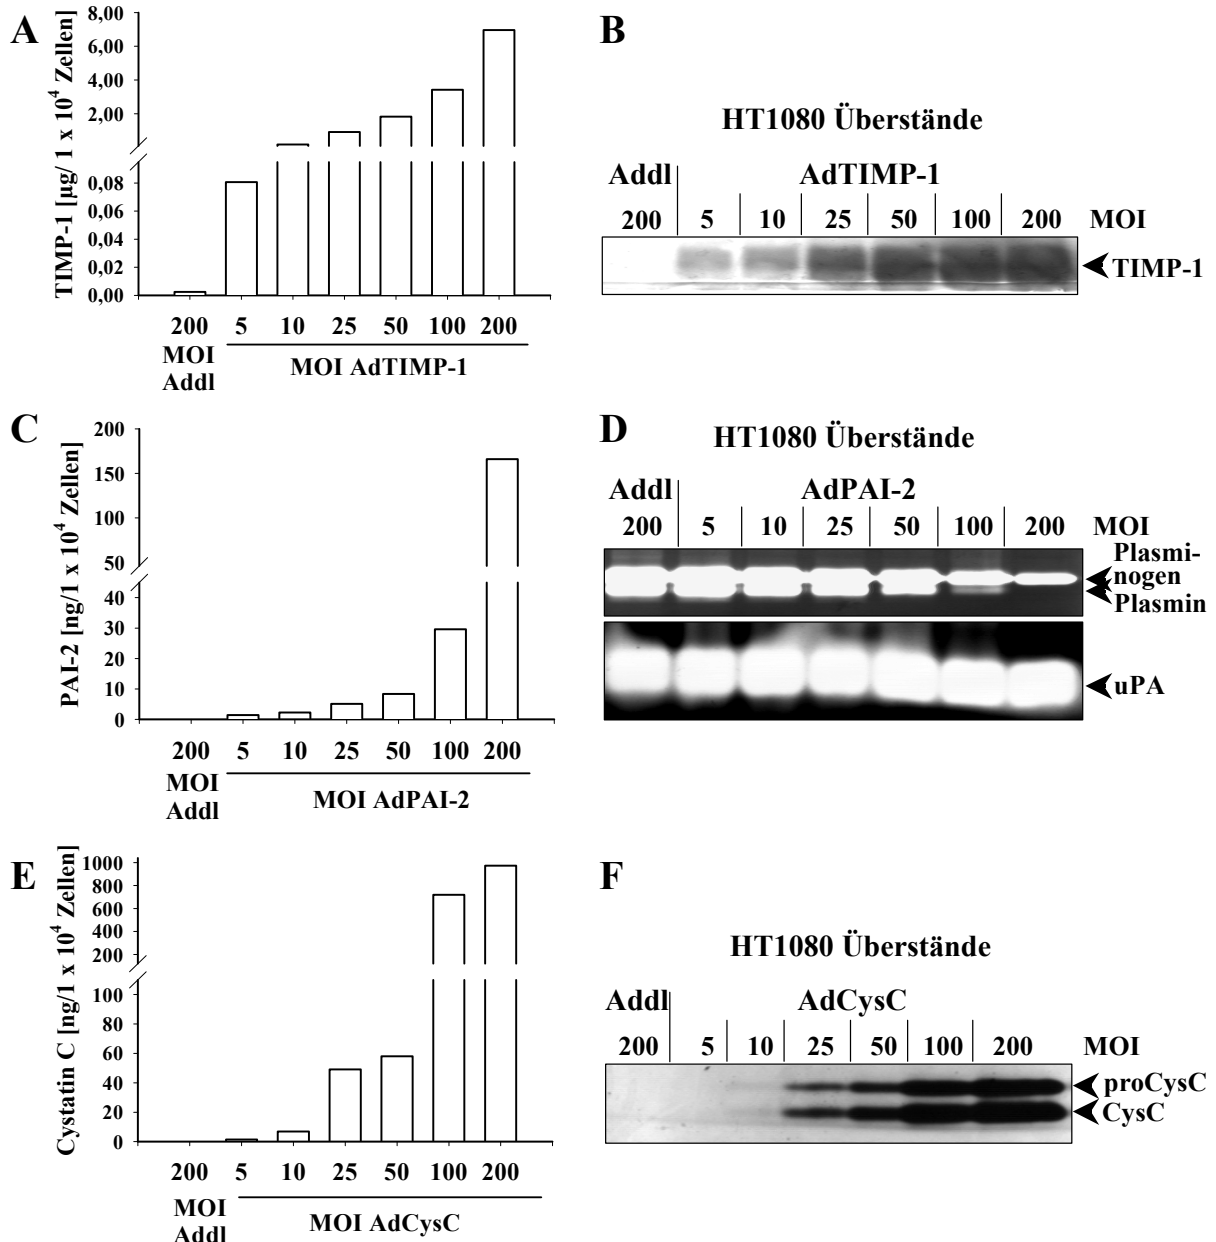 A
TIMP-1 [µg/ 1 x 10⁴ Zellen]
8,00
6,00
4,00
2,00
0,08
0,06
0,04
0,02
0,00
200 5 10 25 50 100 200
MOI
Addl
MOI AdTIMP-1
B
HT1080 Überstände
Addl AdTIMP-1
200 5 10 25 50 100 200 MOI
TIMP-1
C
PAI-2 [ng/1 x 10⁴ Zellen]
200
150
100
50
40
30
20
10
0
200 5 10 25 50 100 200
MOI
Addl
MOI AdPAI-2
D
HT1080 Überstände
Addl AdPAI-2
200 5 10 25 50 100 200 MOI
Plasmi-
nogen
Plasmin
uPA
E
Cystatin C [ng/1 x 10⁴ Zellen]
1000
800
600
400
200
100
80
60
40
20
0
200 5 10 25 50 100 200
MOI
Addl
MOI AdCysC
F
HT1080 Überstände
Addl AdCysC
200 5 10 25 50 100 200 MOI
proCysC
CysC